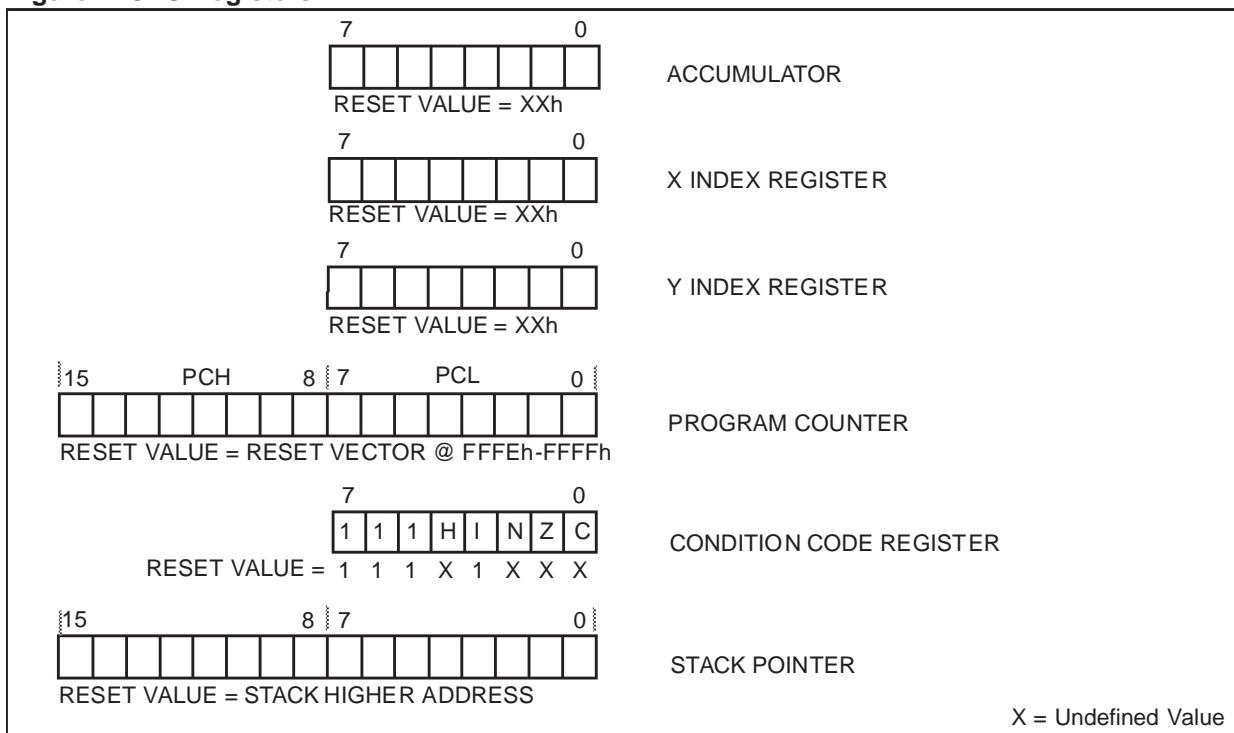 7 0
ACCUMULATOR
RESET VALUE = XXh
7 0
X INDEX REGISTER
RESET VALUE = XXh
7 0
Y INDEX REGISTER
RESET VALUE = XXh
15 PCH 8 7 PCL 0
PROGRAM COUNTER
RESET VALUE = RESET VECTOR @ FFFEh-FFFFh
7 0
1 1 1 H I N Z C
CONDITION CODE REGISTER
RESET VALUE = 1 1 1 X 1 X X X
15 8 7 0
STACK POINTER
RESET VALUE = STACK HIGHER ADDRESS
X = Undefined Value